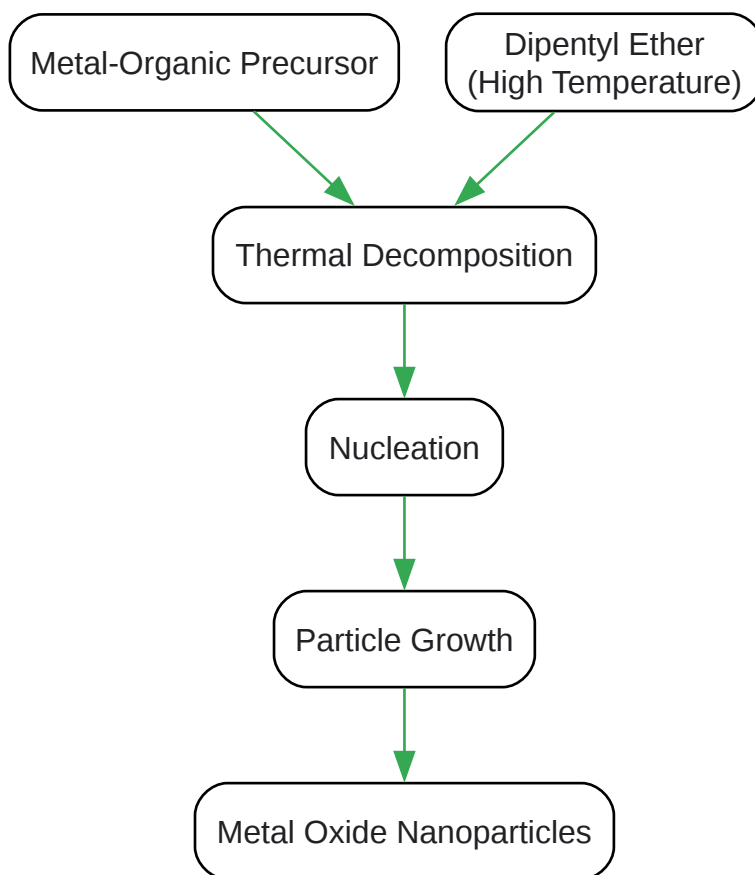 Metal-Organic Precursor
Dipentyl Ether
(High Temperature)
Thermal Decomposition
Nucleation
Particle Growth
Metal Oxide Nanoparticles